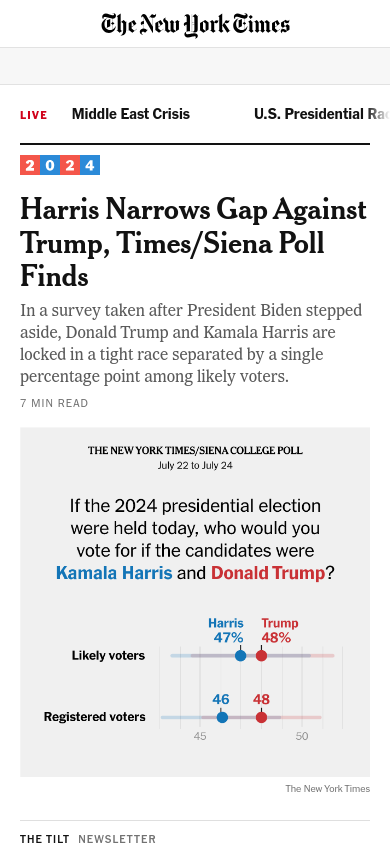 The New York Times
LIVE Middle East Crisis U.S. Presidential Rac
2024
Harris Narrows Gap Against
Trump, Times/Siena Poll
Finds
In a survey taken after President Biden stepped
aside, Donald Trump and Kamala Harris are
locked in a tight race separated by a single
percentage point among likely voters.
7 MIN READ
THE NEW YORK TIMES/SIENA COLLEGE POLL
July 22 to July 24
If the 2024 presidential election
were held today, who would you
vote for if the candidates were
Kamala Harris and Donald Trump?
Harris Trump
47% 48%
Likely voters
46 48
Registered voters
45 50
The New York Times
THE TILT NEWSLETTER